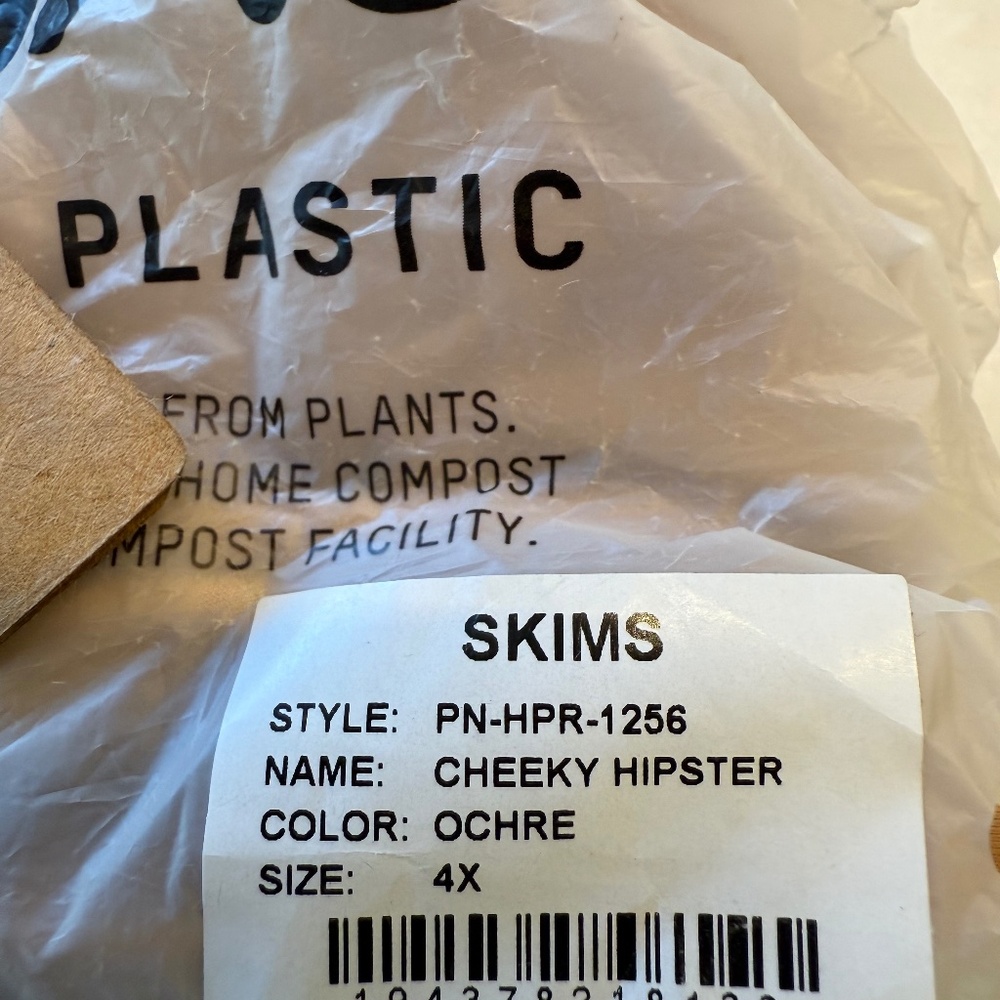 PLASTIC
FROM PLANTS.
HOME COMPOST
MPOST FACILITY.
SKIMS
STYLE: PN-HPR-1256
NAME: CHEEKY HIPSTER
COLOR: OCHRE
SIZE: 4X